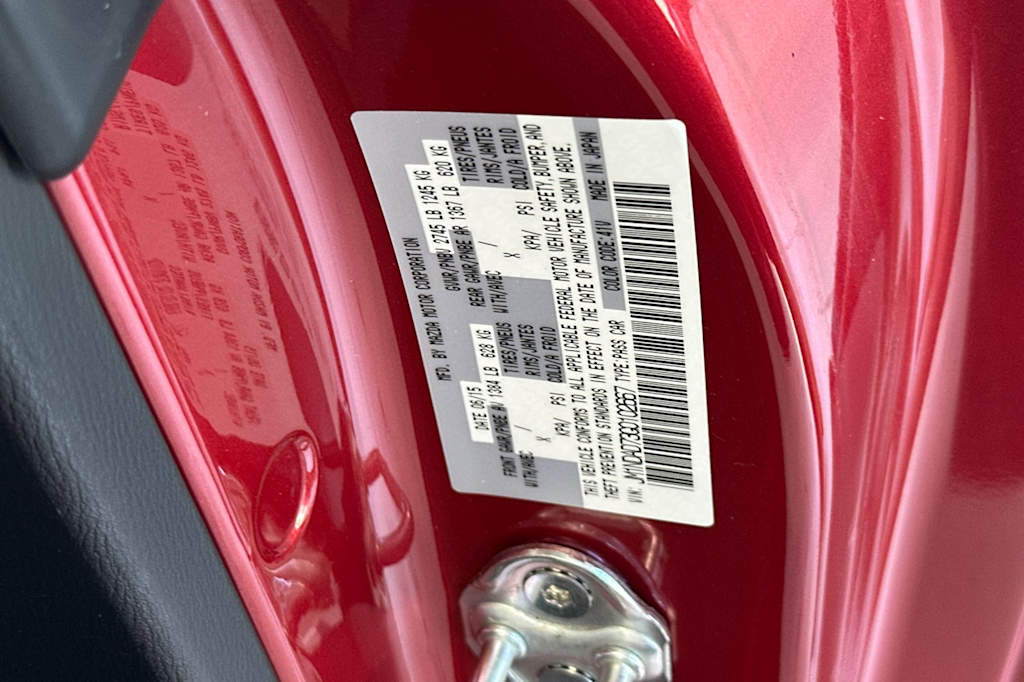 MFD. BY MAZDA MOTOR CORPORATION
DATE 06/15 GVWR/PNBV 2745 LB 1245 KG
FRONT GAWR/PNBE AV 1384 LB 628 KG REAR GAWR/PNBE AR 1367 LB 620 KG
WITH/AVEC TIRES/PNEUS WITH/AVEC TIRES/PNEUS
/ RIMS/JANTES / RIMS/JANTES
X X
KPA/ PSI COLD/A FROID KPA/ PSI COLD/A FROID
THIS VEHICLE CONFORMS TO ALL APPLICABLE FEDERAL MOTOR VEHICLE SAFETY, BUMPER, AND
THEFT PREVENTION STANDARDS IN EFFECT ON THE DATE OF MANUFACTURE SHOWN ABOVE.
VIN: JM1NDAD73G0102667 TYPE: PASS CAR COLOR CODE 41V MADE IN JAPAN